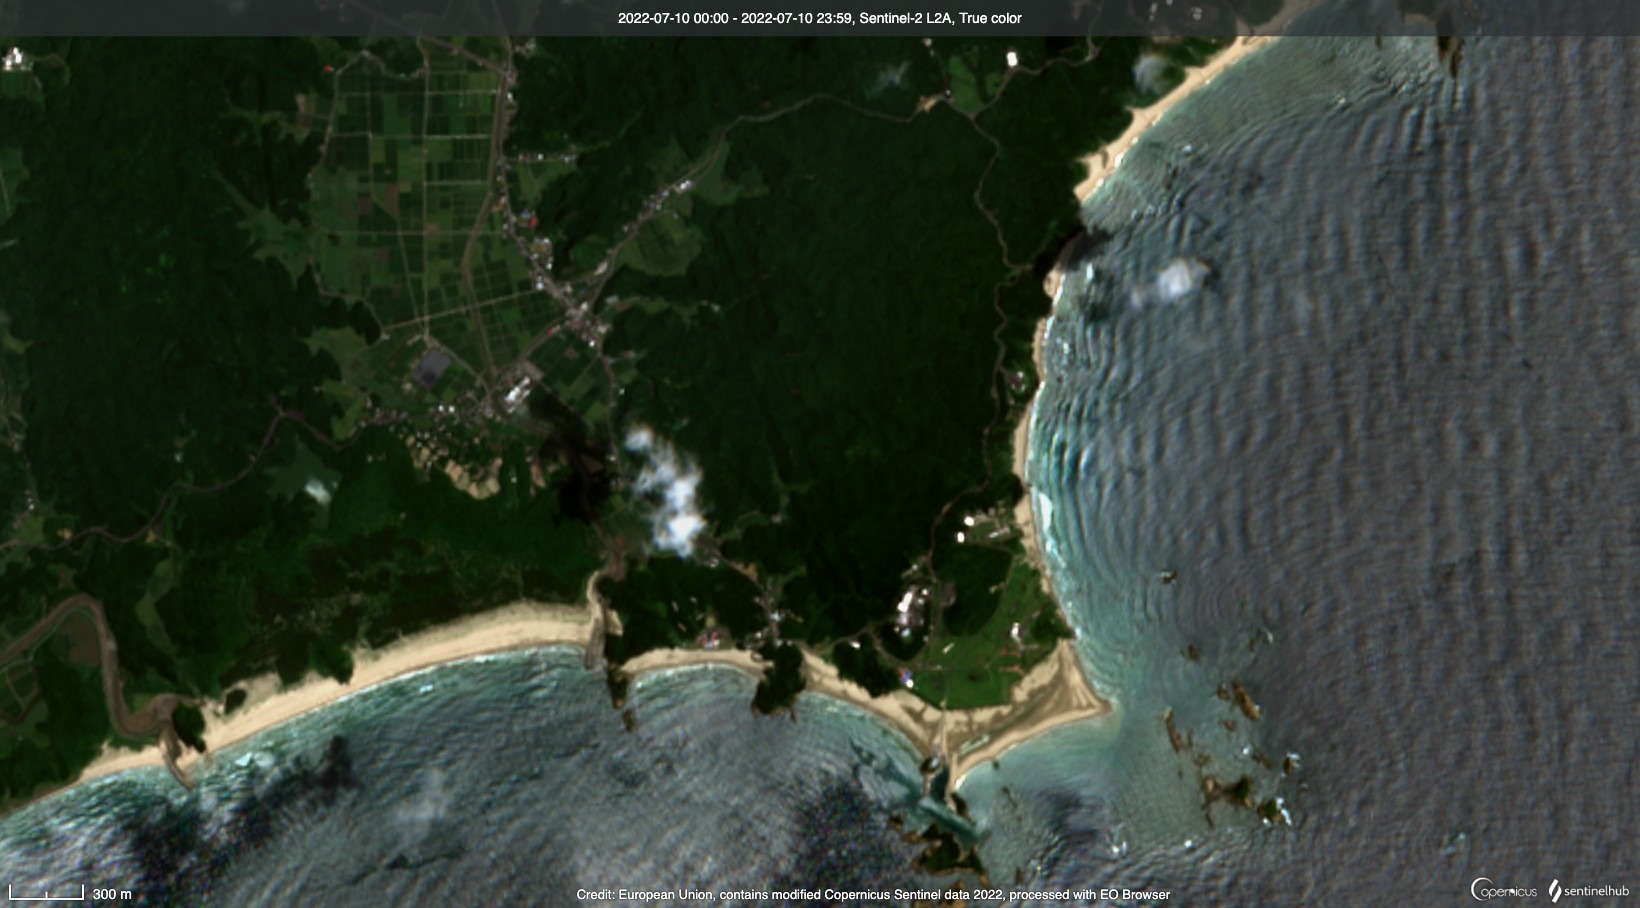 2022-07-10 00:00 - 2022-07-10 23:59, Sentinel-2 L2A, True color
300 m
Credit: European Union, contains modified Copernicus Sentinel data 2022, processed with EO Browser
opernicus
sentinelhub